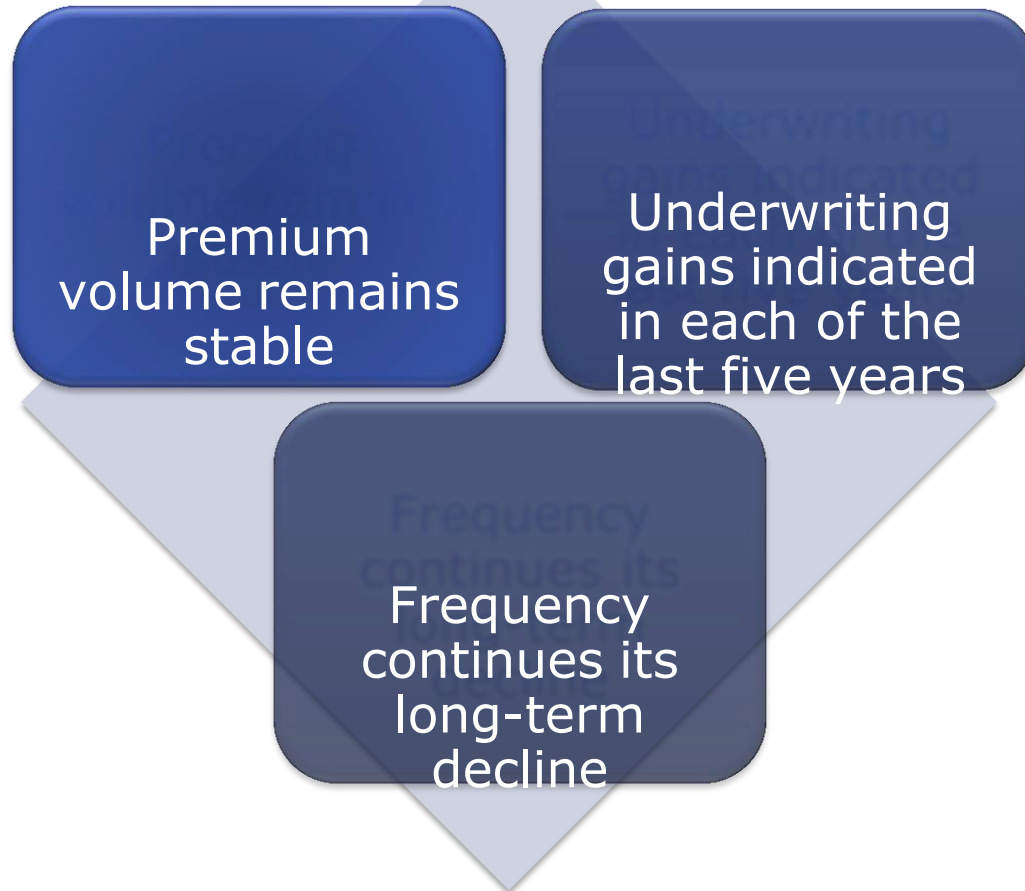 Premium
volume remains
stable
Underwriting
gains indicated
in each of the
last five years
Frequency
continues its
long-term
decline